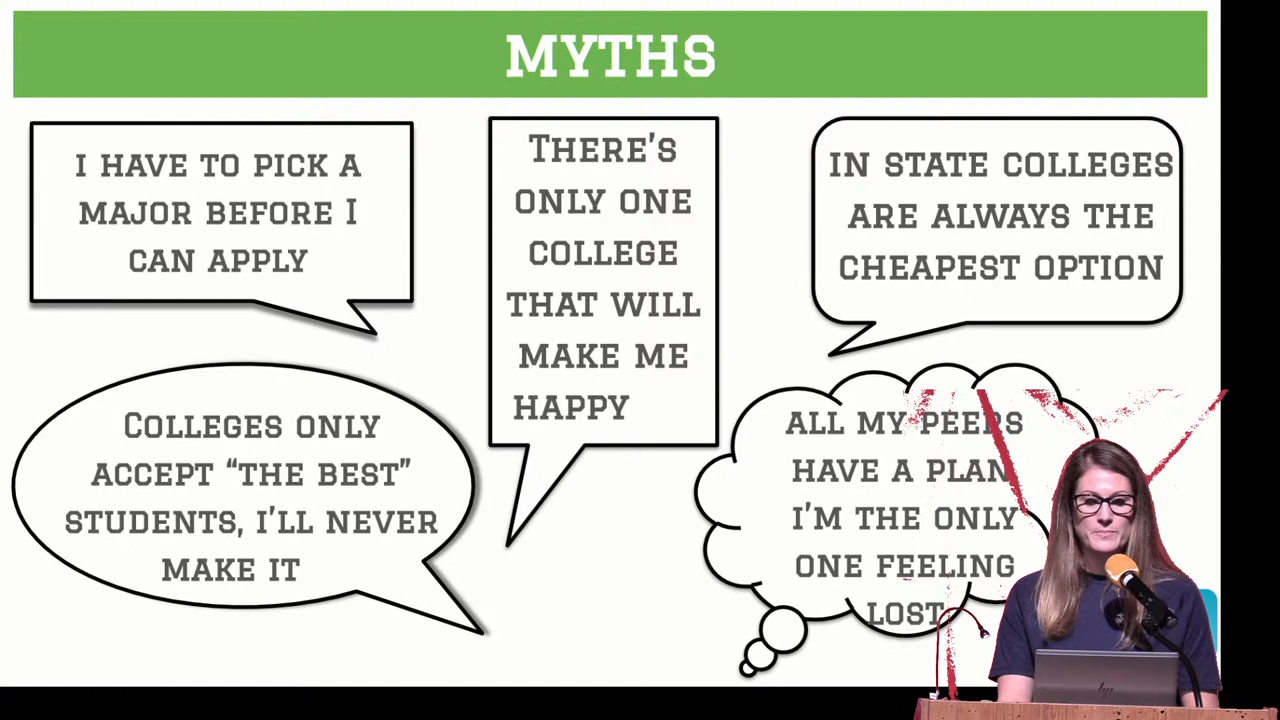 MYTHS
I HAVE TO PICK A
MAJOR BEFORE I
CAN APPLY
THERE'S
ONLY ONE
COLLEGE
THAT WILL
MAKE ME
HAPPY
IN STATE COLLEGES
ARE ALWAYS THE
CHEAPEST OPTION
COLLEGES ONLY
ACCEPT “THE BEST”
STUDENTS, I'LL NEVER
MAKE IT
ALL MY PEERS
HAVE A PLAN
I'M THE ONLY
ONE FEELING
LOST
hp